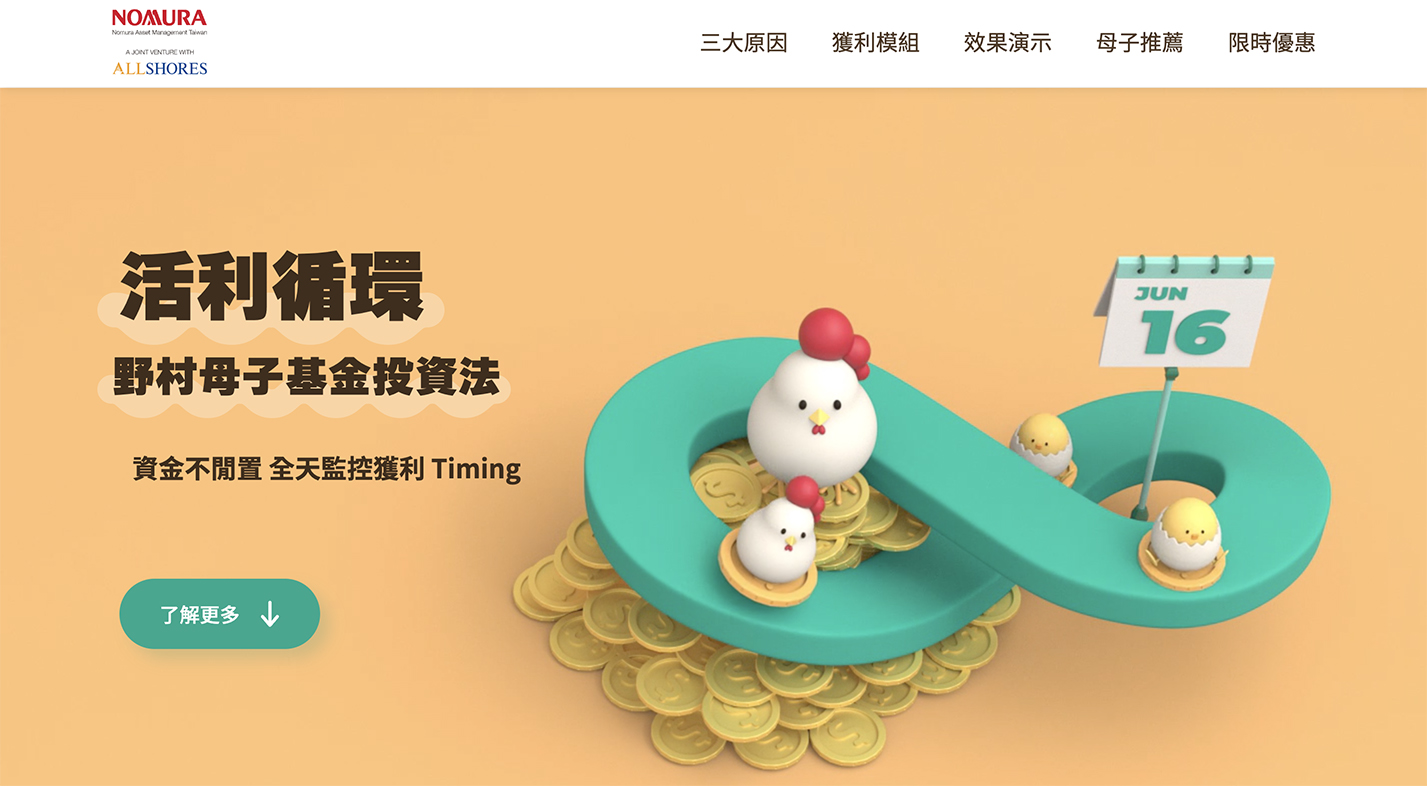 NOMURA
Nomura Asset Management Taiwan
A JOINT VENTURE WITH
ALLSHORES
三大原因
獲利模組
效果演示
母子推薦
限時優惠
活利循環
野村母子基金投資法
資金不閒置 全天監控獲利 Timing
了解更多
JUN
16